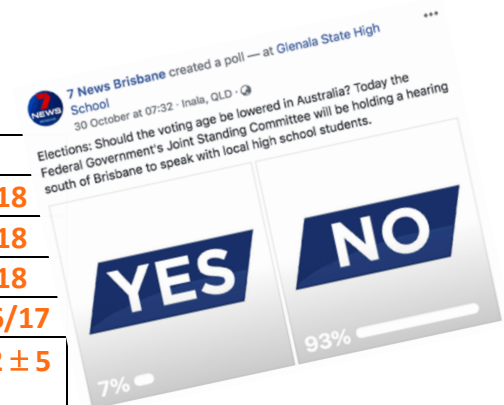 7 News Brisbane created a poll — at Glenala State High
School
30 October at 07:32 · Inala, QLD ·
Elections: Should the voting age be lowered in Australia? Today the
Federal Government's Joint Standing Committee will be holding a hearing
south of Brisbane to speak with local high school students.
7
NEWS
YES
NO
7%
93%
18
18
18
/17
± 5